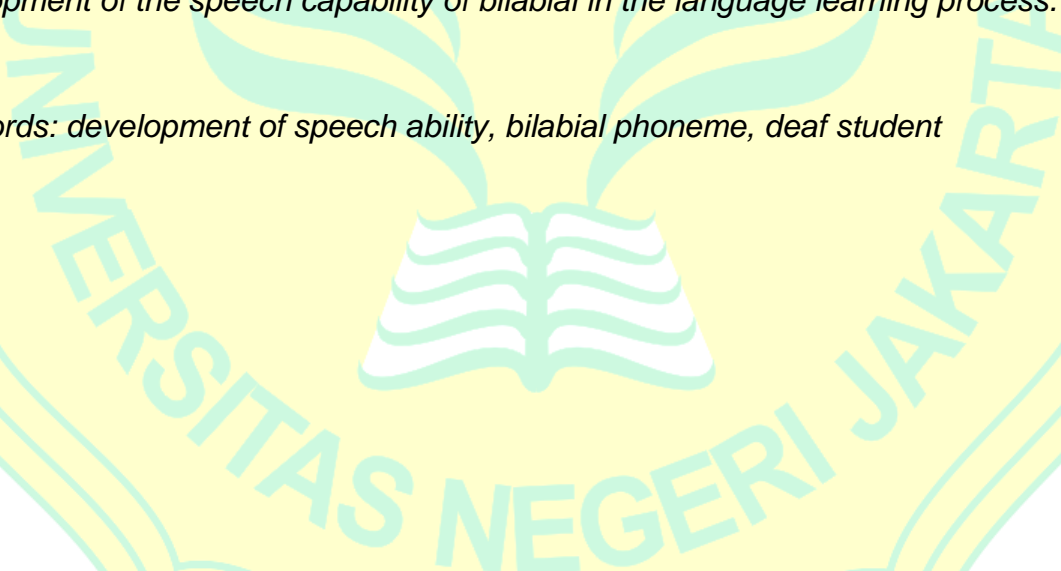 opment of the speech capability of bilabial in the language learning process.
ords: development of speech ability, bilabial phoneme, deaf student
UNIVERSITAS NEGERI JAKARTA